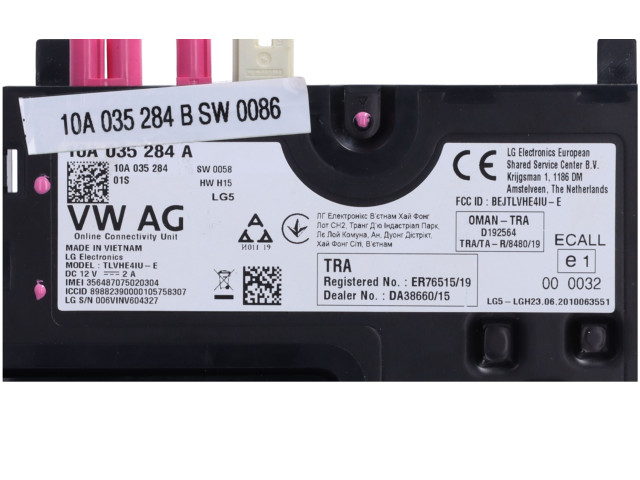 10A 035 284 B SW 0086
10A 035 284 A
10A 035 284
01S
SW 0058
HW H15
LG5
VW AG
Online Connectivity Unit
MADE IN VIETNAM
LG Electronics
MODEL : TLVHE4IU - E
DC 12 V 2 A
IMEI 356487075020304
ICCID 89882390000105758307
LG S/N 006VINV604327
ЛГ Електронікс В'єтнам Хай Фонг
Лот СН2, Транг Д'ю Індастріал Парк,
Лє Лой Комуна, Ан, Дуонг Дістрікт,
Хай Фонг Сіті, В'єтнам
TRA
Registered No. : ER76515/19
Dealer No. : DA38660/15
CE
LG Electronics European
Shared Service Center B.V.
Krijgsman 1, 1186 DM
Amstelveen, The Netherlands
FCC ID : BEJTLVHE4IU - E
OMAN - TRA
D192564
TRA/TA - R/8480/19
ECALL
e 1
00 0032
LG5 - LGH23.06.2010063551